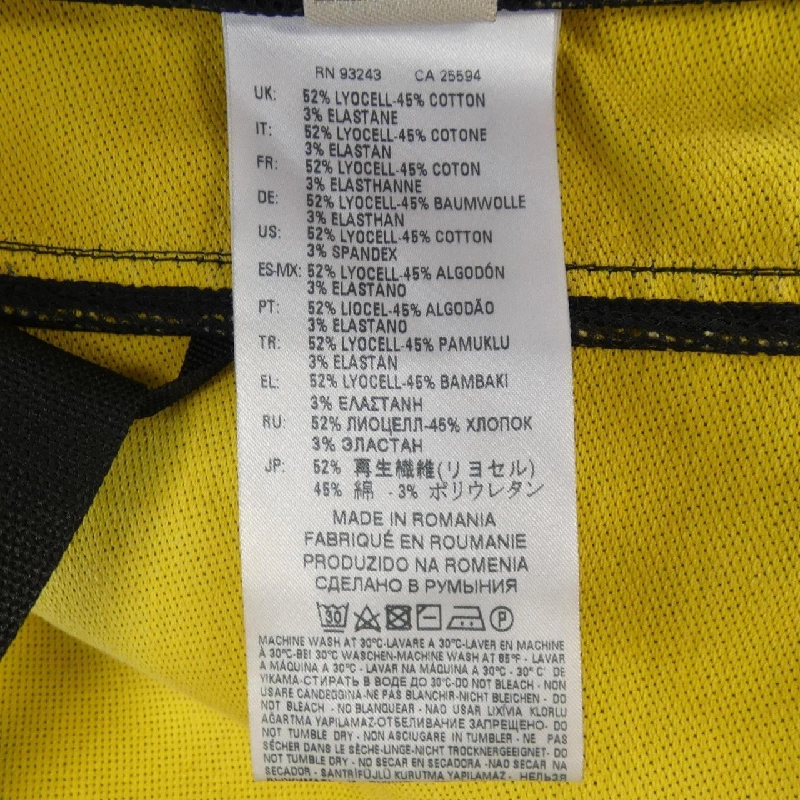 RN 93243 CA 25594
UK: 52% LYOCELL-45% COTTON
3% ELASTANE
IT: 52% LYOCELL-45% COTONE
3% ELASTAN
FR: 52% LYOCELL-45% COTON
3% ELASTHANNE
DE: 52% LYOCELL-45% BAUMWOLLE
3% ELASTHAN
US: 52% LYOCELL-45% COTTON
3% SPANDEX
ES-MX: 52% LYOCELL-45% ALGODÓN
3% ELASTANO
PT: 52% LIOCEL-45% ALGODÃO
3% ELASTANO
TR: 52% LYOCELL-45% PAMUKLU
3% ELASTAN
EL: 52% LYOCELL-45% BAMBAKI
3% ΕΛΑΣΤΑΝΗ
RU: 52% ЛИОЦЕЛЛ-45% ХЛОПОК
3% ЭЛАСТАН
JP: 52% 再生繊維(リヨセル)
45% 綿 - 3% ポリウレタン
MADE IN ROMANIA
FABRIQUÉ EN ROUMANIE
PRODUZIDO NA ROMENIA
СДЕЛАНО В РУМЫНИЯ
30 P
MACHINE WASH AT 30°C-LAVARE A 30°C-LAVER EN MACHINE
A 30°C-BEI 30°C WASCHEN-MACHINE WASH AT 85°F - LAVAR
A MÁQUINA A 30°C - LAVAR NA MÁQUINA A 30°C - 30° C' DE
YIKAMA-СТИРАТЬ В ВОДЕ ДО 30°C-DO NOT BLEACH - NON
USARE CANDEGGINA-NE PAS BLANCHIR-NICHT BLEICHEN - DO
NOT BLEACH - NO BLANQUEAR - NAO USAR LIXÍVIA KLORLU
AĞARTMA YAPILAMAZ-ОТБЕЛИВАНИЕ ЗАПРЕЩЕНО- DO
NOT TUMBLE DRY - NON ASCIUGARE IN TUMBLER - NE PAS
SÉCHER DANS LE SÈCHE-LINGE-NICHT TROCKNERGEEIGNET-DO
NOT TUMBLE DRY - NO SECAR EN SECADORA - NAO SECAR NA
SECADOR - SANTRİFÜJLÜ KURUTMA YAPILAMAZ - НЕЛЬЗЯ